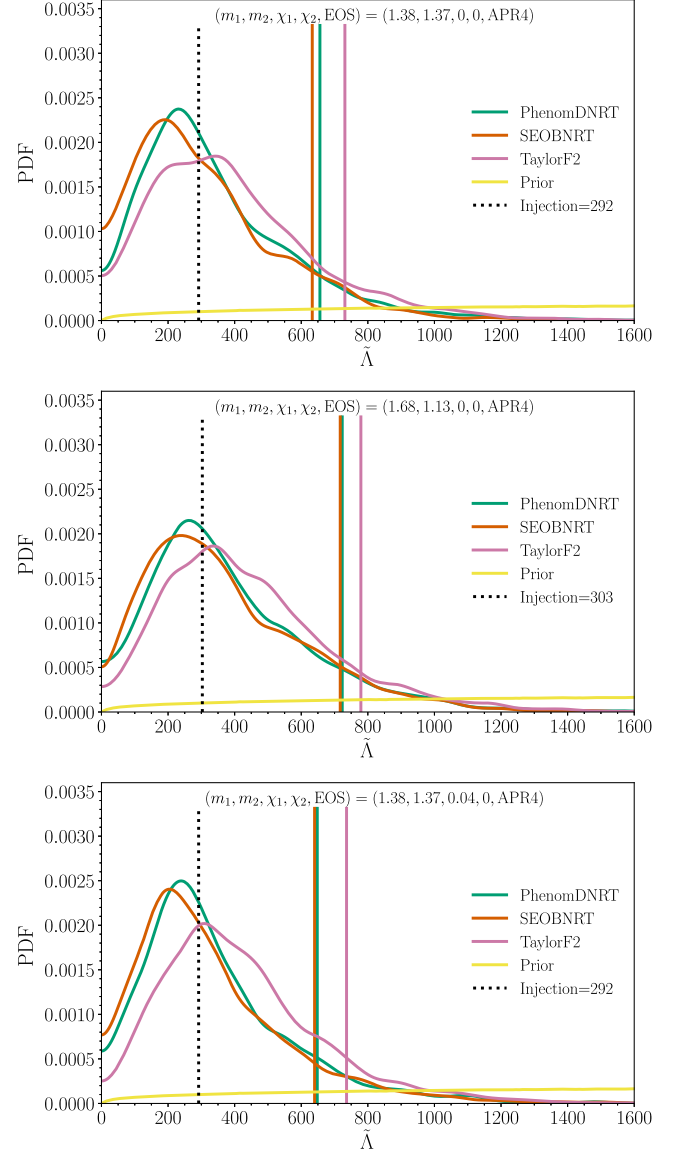 (m₁, m₂, χ₁, χ₂, EOS) = (1.38, 1.37, 0, 0, APR4)
0.0035
0.0030
0.0025
0.0020
0.0015
0.0010
0.0005
0.0000
PDF
PhenomDNRT
SEOBNRT
TaylorF2
Prior
Injection=292
0 200 400 600 800 1000 1200 1400 1600
Λ̃
(m₁, m₂, χ₁, χ₂, EOS) = (1.68, 1.13, 0, 0, APR4)
0.0035
0.0030
0.0025
0.0020
0.0015
0.0010
0.0005
0.0000
PDF
PhenomDNRT
SEOBNRT
TaylorF2
Prior
Injection=303
0 200 400 600 800 1000 1200 1400 1600
Λ̃
(m₁, m₂, χ₁, χ₂, EOS) = (1.38, 1.37, 0.04, 0, APR4)
0.0035
0.0030
0.0025
0.0020
0.0015
0.0010
0.0005
0.0000
PDF
PhenomDNRT
SEOBNRT
TaylorF2
Prior
Injection=292
0 200 400 600 800 1000 1200 1400 1600
Λ̃